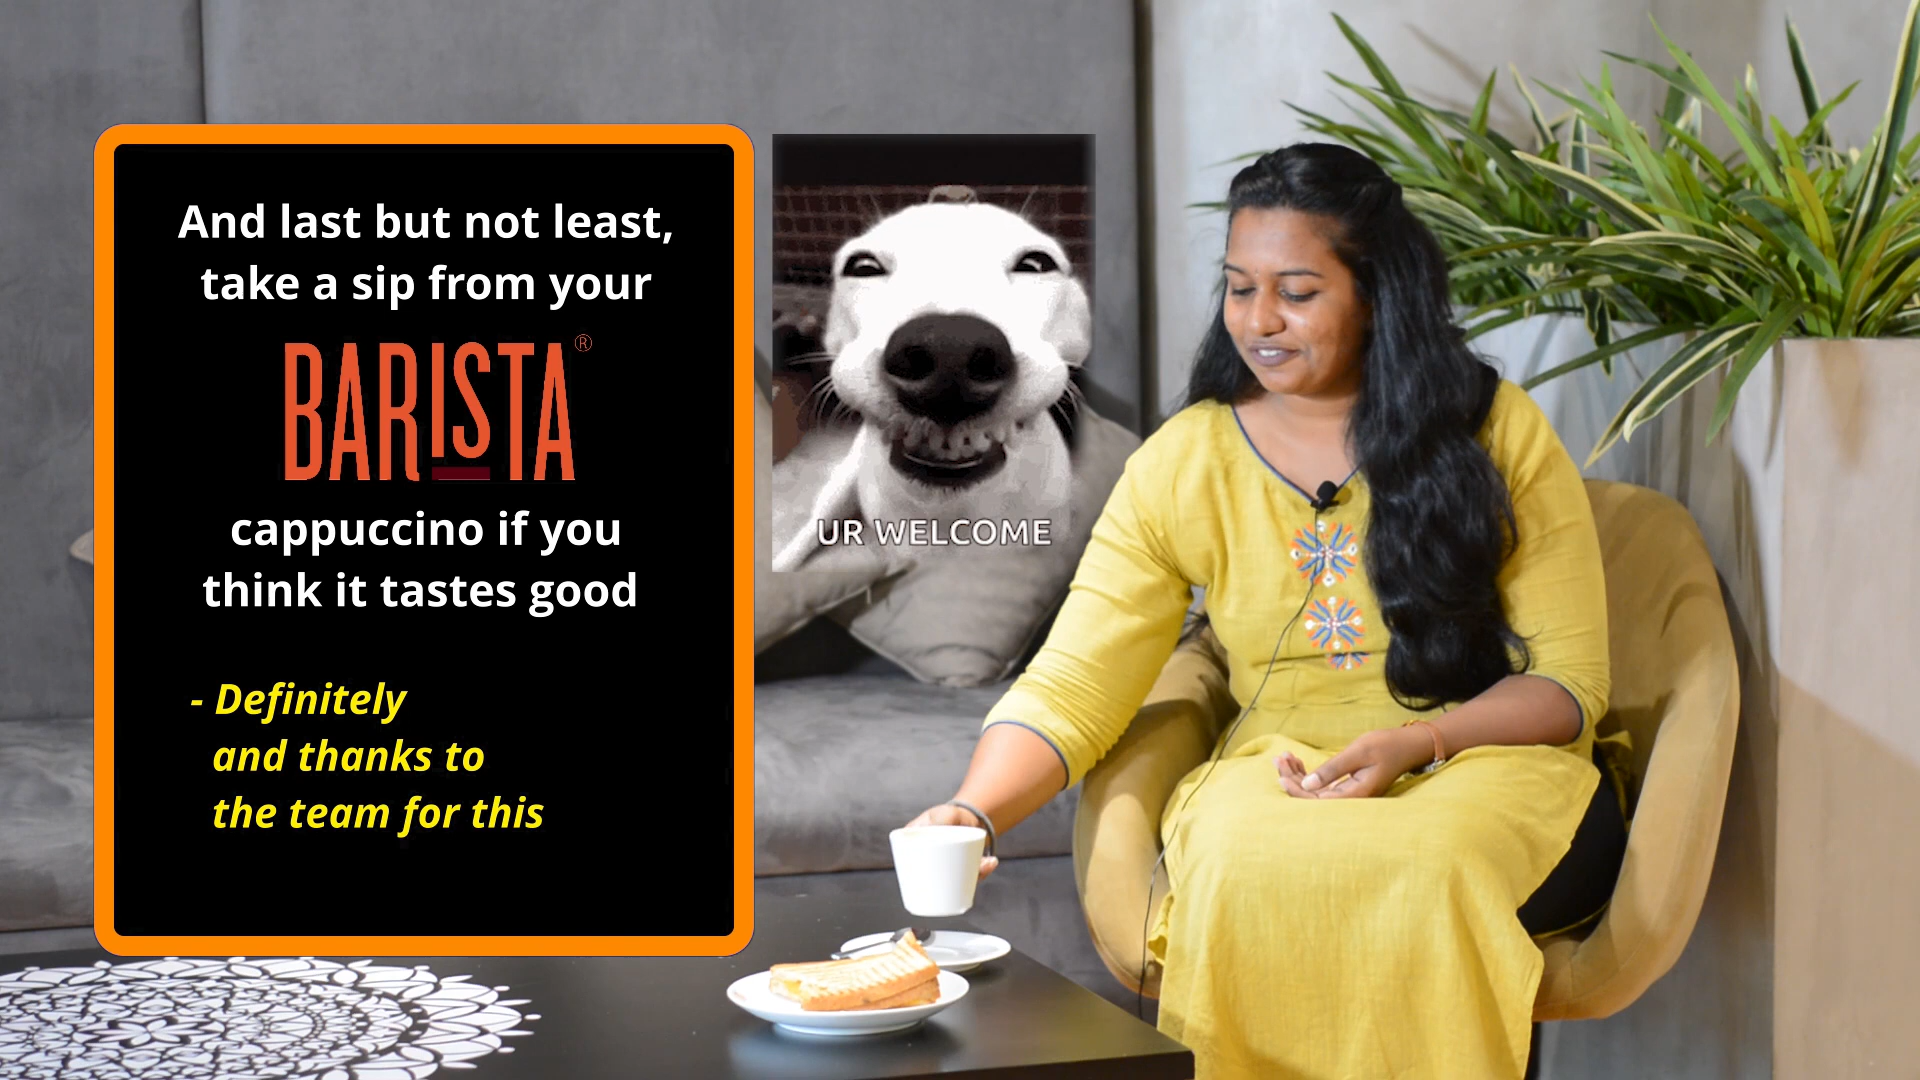 And last but not least,
take a sip from your
BARISTA®
cappuccino if you
think it tastes good
- Definitely
and thanks to
the team for this
UR WELCOME